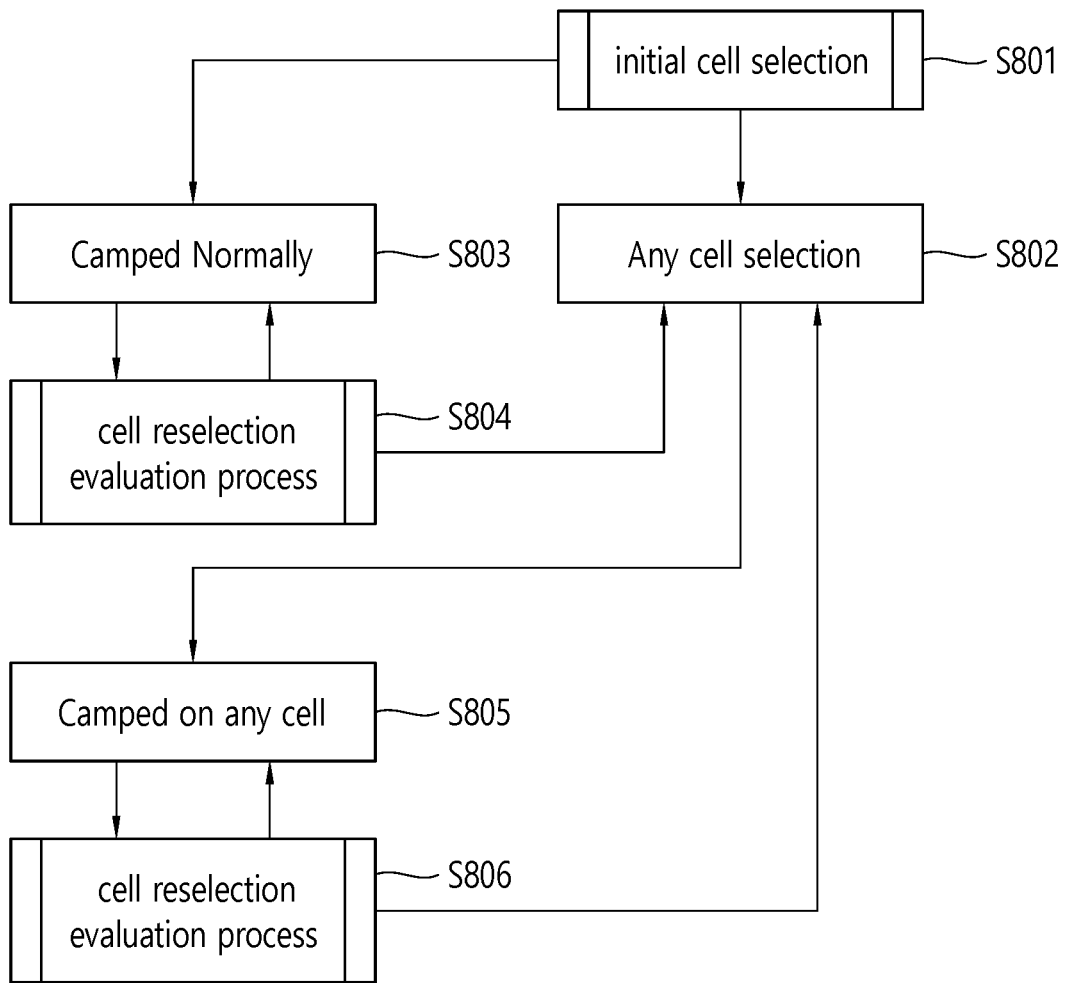 initial cell selection
S801
Camped Normally
S803
Any cell selection
S802
cell reselection
evaluation process
S804
Camped on any cell
S805
cell reselection
evaluation process
S806